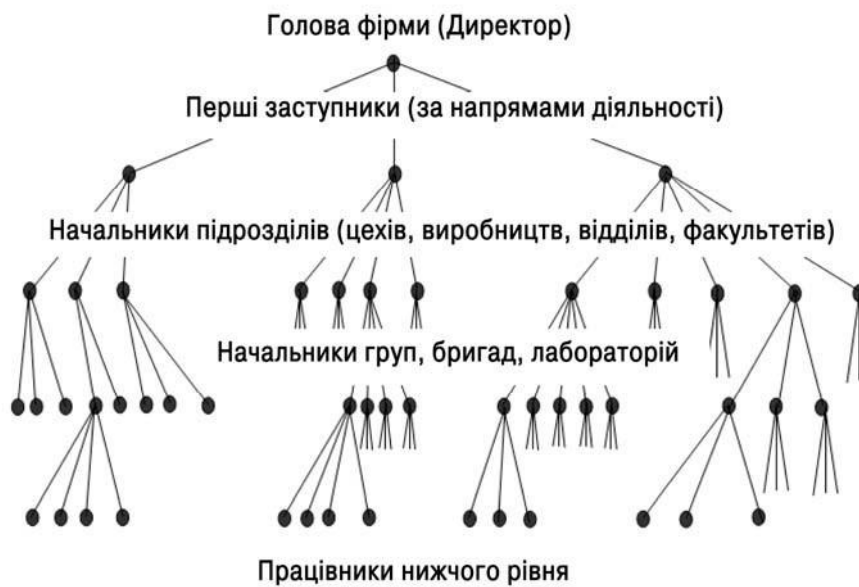 Голова фірми (Директор)
Перші заступники (за напрямами діяльності)
Начальники підрозділів (цехів, виробництв, відділів, факультетів)
Начальники груп, бригад, лабораторій
Працівники нижчого рівня